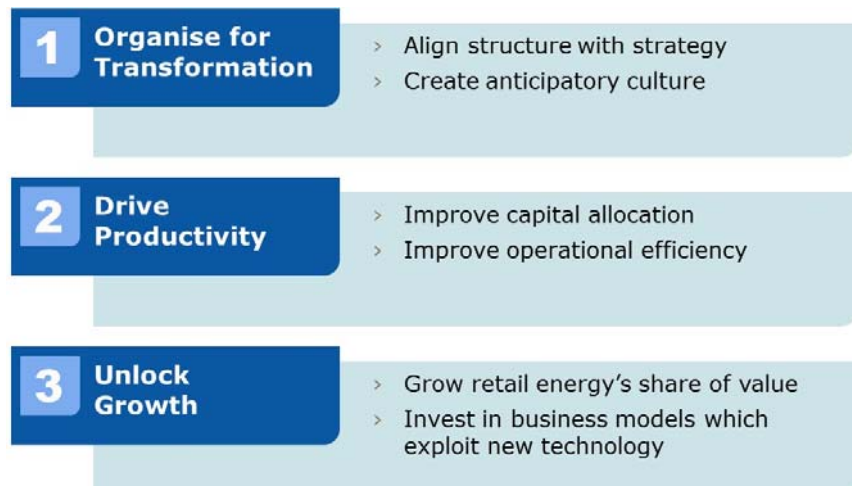 1
Organise for
Transformation
› Align structure with strategy
› Create anticipatory culture
2
Drive
Productivity
› Improve capital allocation
› Improve operational efficiency
3
Unlock
Growth
› Grow retail energy’s share of value
› Invest in business models which
exploit new technology